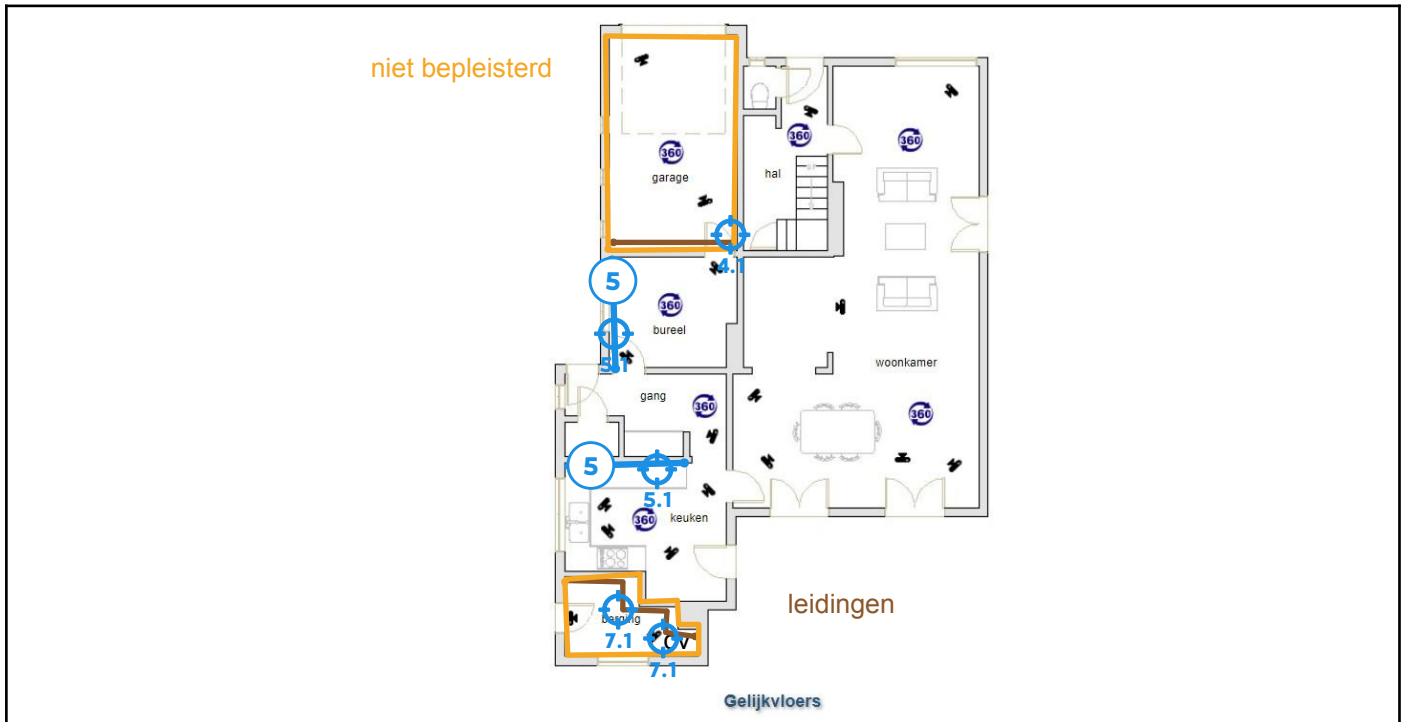 niet bepleisterd
360
360
360
garage
hal
4.1
5
360
bureel
5.1
woonkamer
gang
360
360
5
5.1
360
keuken
leidingen
berging
7.1
CV
7.1
Gelijkvloers